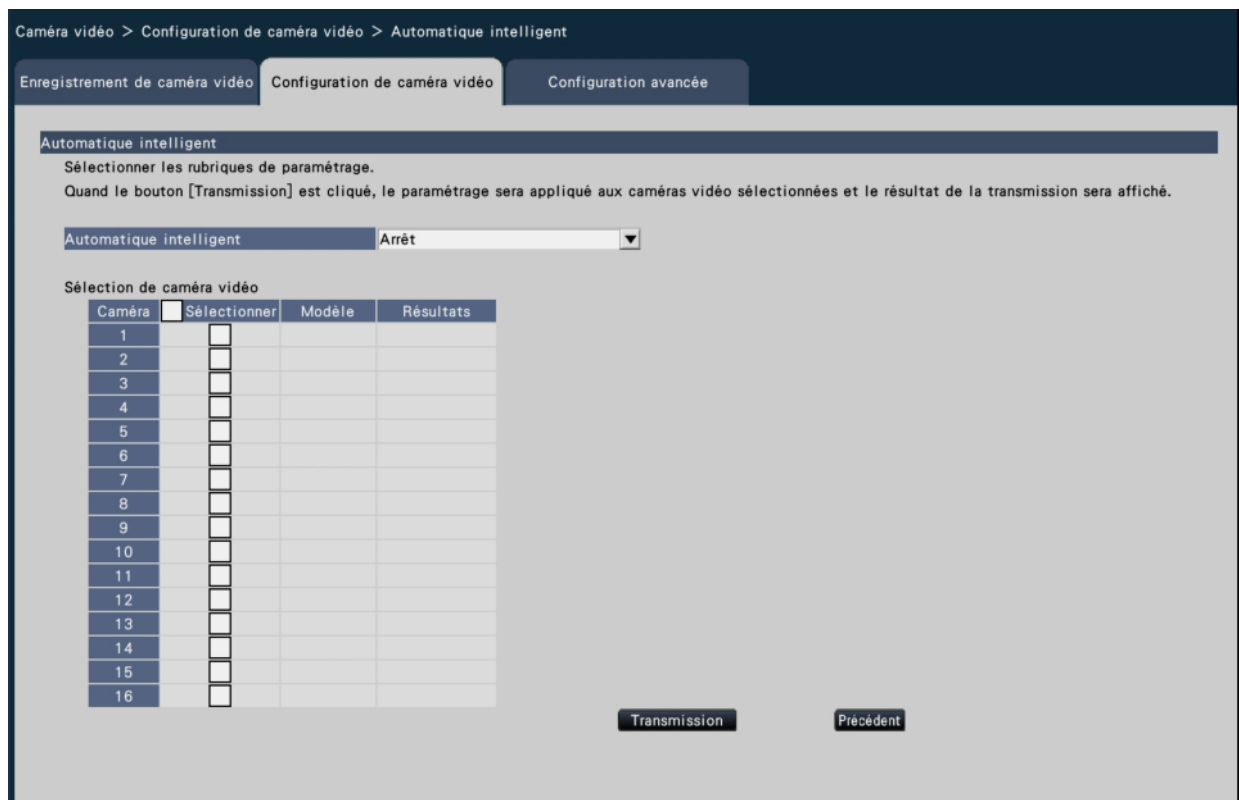 Caméra vidéo > Configuration de caméra vidéo > Automatique intelligent
Enregistrement de caméra vidéo Configuration de caméra vidéo Configuration avancée
Automatique intelligent
Sélectionner les rubriques de paramétrage.
Quand le bouton [Transmission] est cliqué, le paramétrage sera appliqué aux caméras vidéo sélectionnées et le résultat de la transmission sera affiché.
Automatique intelligent Arrêt
Sélection de caméra vidéo
Caméra Sélectionner Modèle Résultats
1
2
3
4
5
6
7
8
9
10
11
12
13
14
15
16
Transmission Précédent